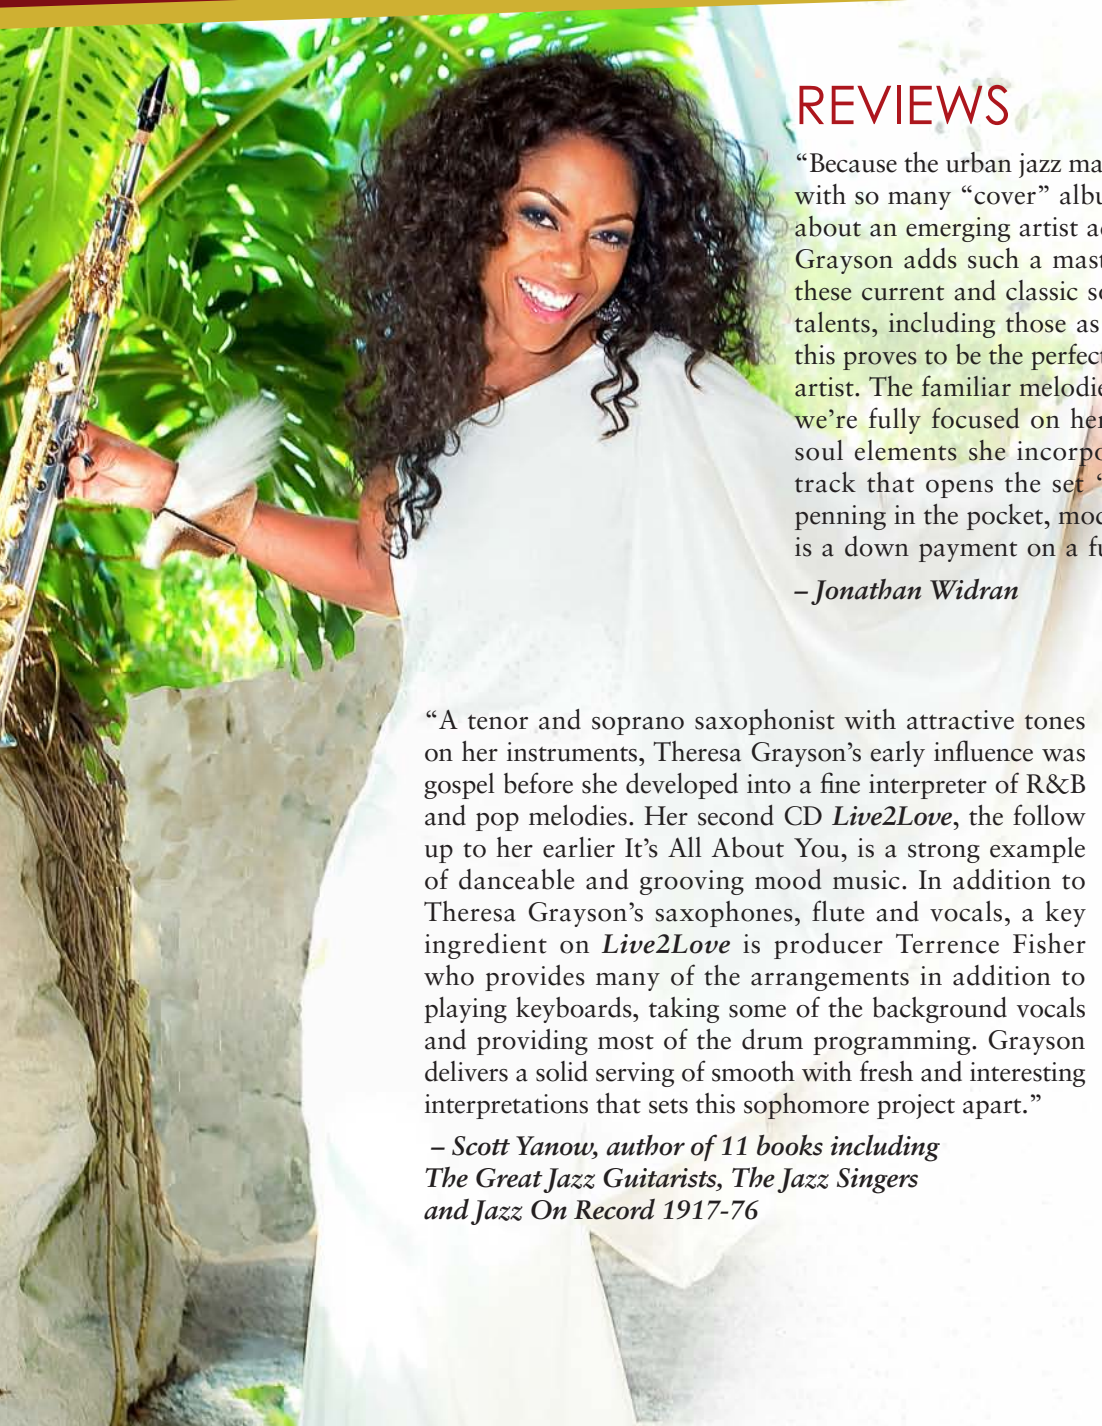 REVIEWS
“Because the urban jazz
with so many “cover”
about an emerging artist
Grayson adds such a
these current and classic
talents, including those as
this proves to be the perfect
artist. The familiar
we’re fully focused on her
soul elements she
track that opens the set
penning in the pocket,
is a down payment on a
– Jonathan Widran
“A tenor and soprano saxophonist with attractive tones
on her instruments, Theresa Grayson’s early influence was
gospel before she developed into a fine interpreter of R&B
and pop melodies. Her second CD Live2Love, the follow
up to her earlier It’s All About You, is a strong example
of danceable and grooving mood music. In addition to
Theresa Grayson’s saxophones, flute and vocals, a key
ingredient on Live2Love is producer Terrence Fisher
who provides many of the arrangements in addition to
playing keyboards, taking some of the background vocals
and providing most of the drum programming. Grayson
delivers a solid serving of smooth with fresh and interesting
interpretations that sets this sophomore project apart.”
– Scott Yanow, author of 11 books including
The Great Jazz Guitarists, The Jazz Singers
and Jazz On Record 1917-76